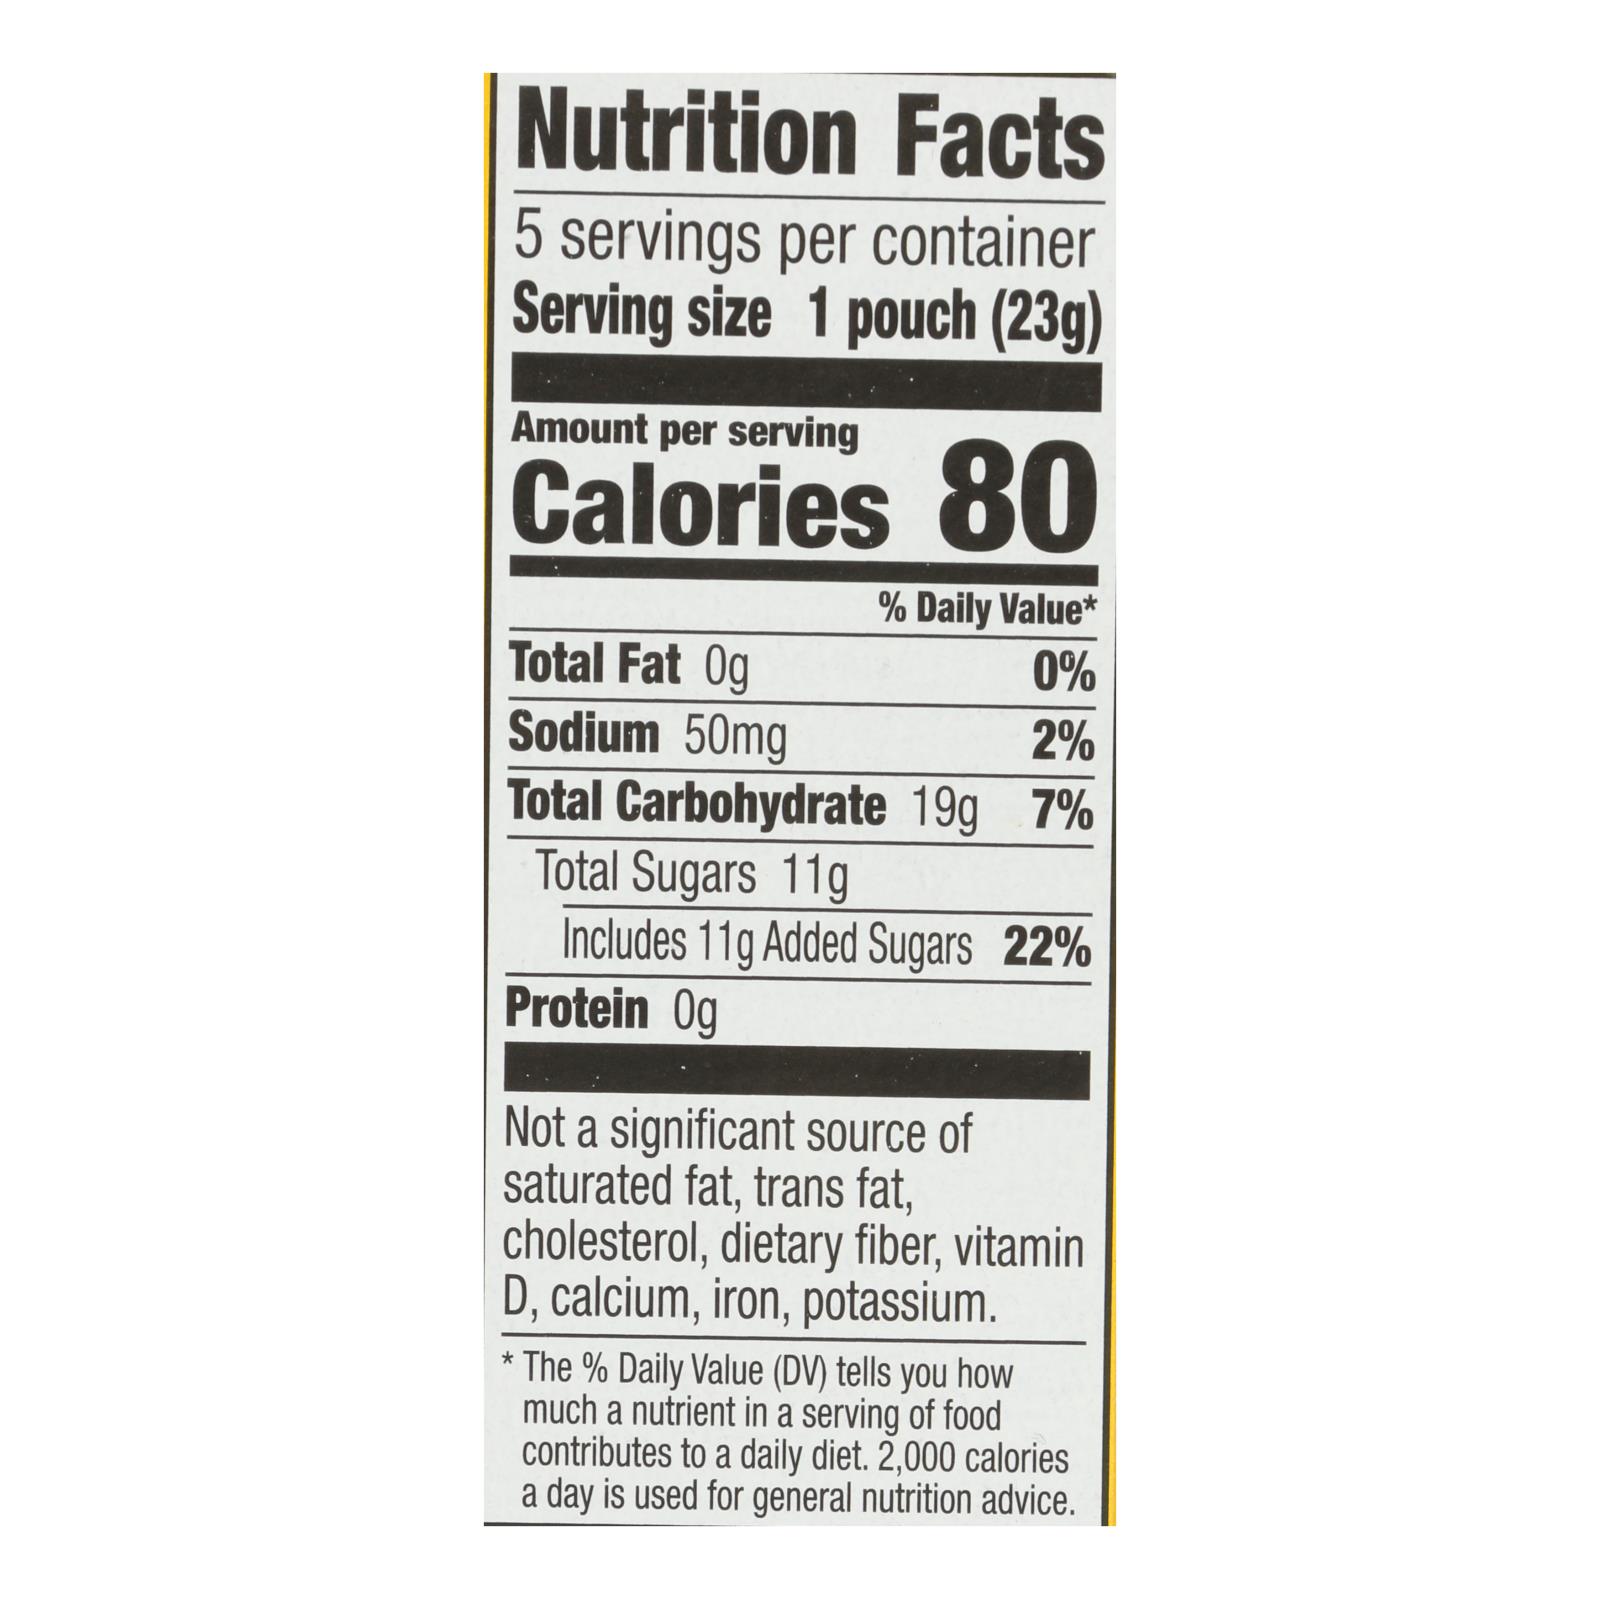 Nutrition Facts
5 servings per container
Serving size 1 pouch (23g)
Amount per serving
Calories 80
% Daily Value*
Total Fat 0g 0%
Sodium 50mg 2%
Total Carbohydrate 19g 7%
Total Sugars 11g
Includes 11g Added Sugars 22%
Protein 0g
Not a significant source of
saturated fat, trans fat,
cholesterol, dietary fiber, vitamin
D, calcium, iron, potassium.
* The % Daily Value (DV) tells you how
much a nutrient in a serving of food
contributes to a daily diet. 2,000 calories
a day is used for general nutrition advice.